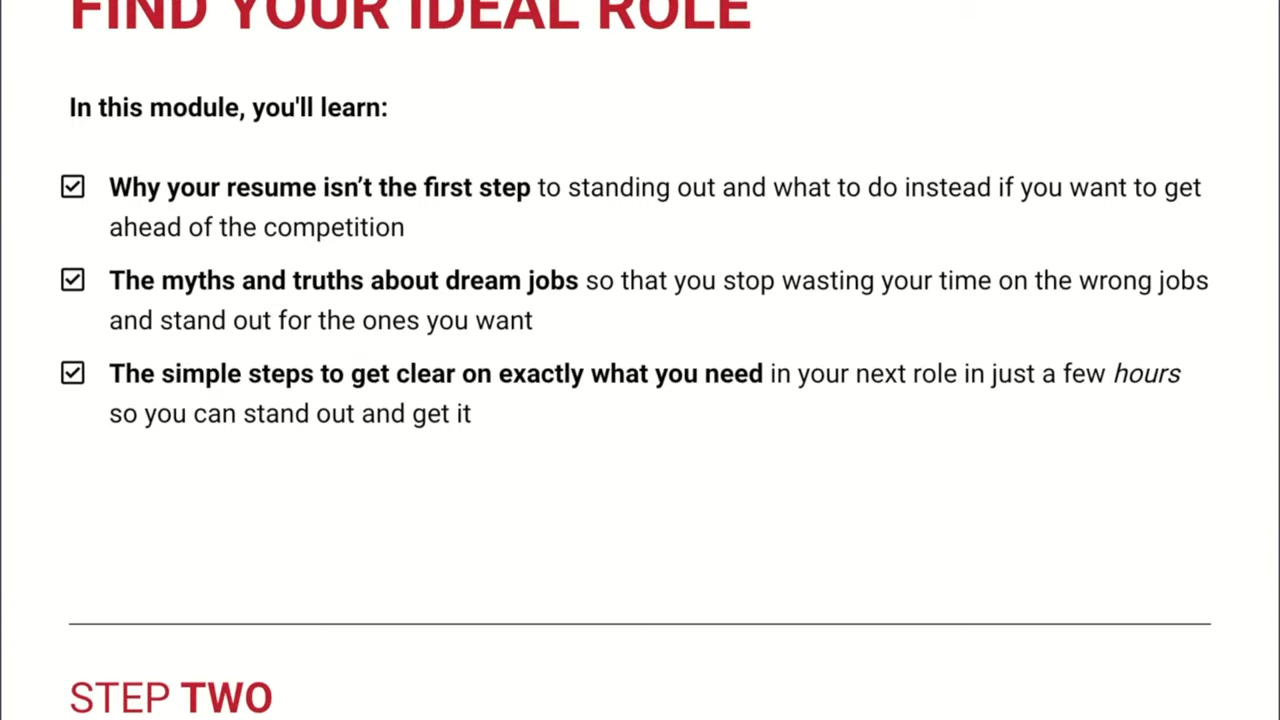 FIND YOUR IDEAL ROLE
In this module, you'll learn:
Why your resume isn’t the first step to standing out and what to do instead if you want to get
ahead of the competition
The myths and truths about dream jobs so that you stop wasting your time on the wrong jobs
and stand out for the ones you want
The simple steps to get clear on exactly what you need in your next role in just a few hours
so you can stand out and get it
STEP TWO